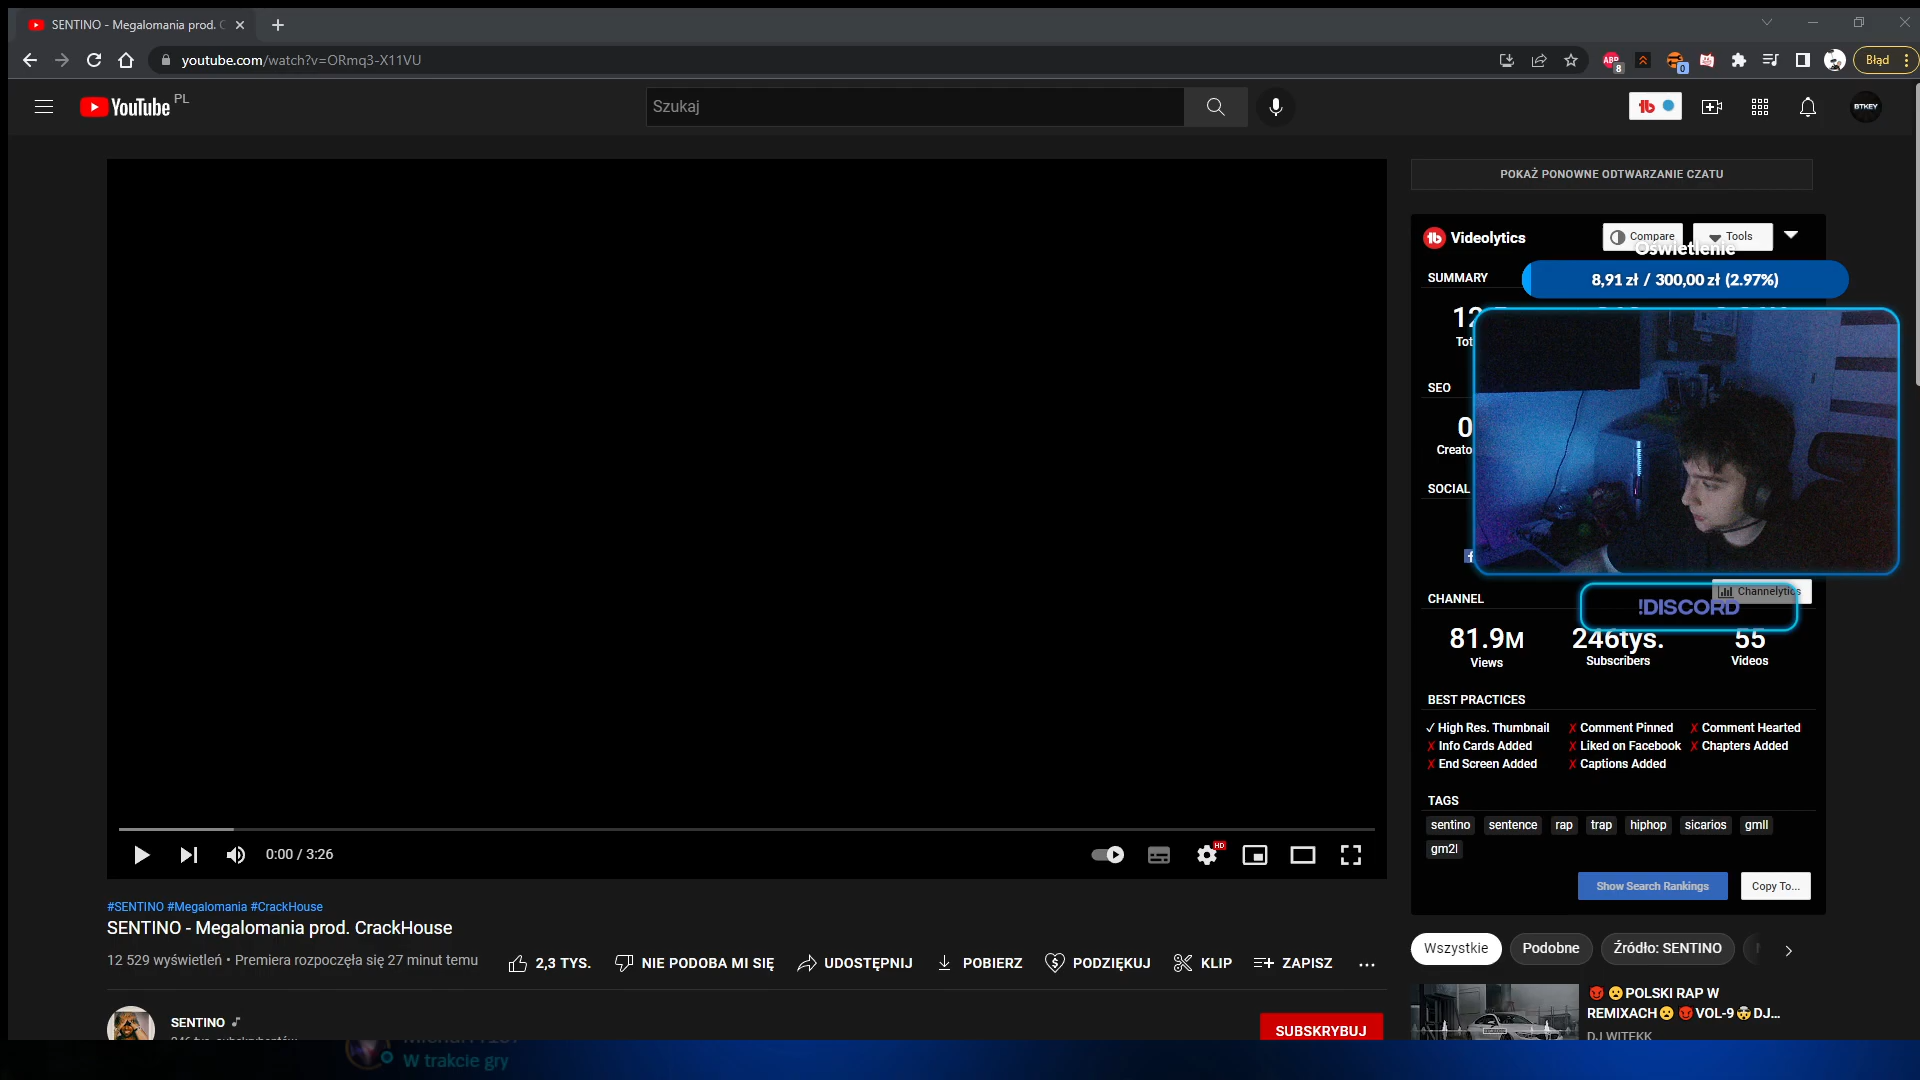 SENTINO - Megalomania prod. C
youtube.com/watch?v=ORmq3-X11VU
ABP
8
0
Błąd
YouTube PL
Szukaj
BTKEY
POKAŻ PONOWNE ODTWARZANIE CZATU
Videolytics
Compare
Tools
Oświetlenie
8,91 zł / 300,00 zł (2.97%)
SUMMARY
SEO
0
SOCIAL
CHANNEL
Channelytics
!DISCORD
81.9M
246tys.
55
Views
Subscribers
Videos
BEST PRACTICES
✓ High Res. Thumbnail
✗ Comment Pinned
✗ Comment Hearted
✗ Info Cards Added
✗ Liked on Facebook
✗ Chapters Added
✗ End Screen Added
✗ Captions Added
TAGS
sentino
sentence
rap
trap
hiphop
sicarios
gmll
gm2l
Show Search Rankings
Copy To...
0:00 / 3:26
HD
#SENTINO #Megalomania #CrackHouse
SENTINO - Megalomania prod. CrackHouse
12 529 wyświetleń • Premiera rozpoczęła się 27 minut temu
2,3 TYS.
NIE PODOBA MI SIĘ
UDOSTĘPNIJ
POBIERZ
PODZIĘKUJ
KLIP
ZAPISZ
SENTINO
SUBSKRYBUJ
Wszystkie
Podobne
Źródło: SENTINO
😡😦POLSKI RAP W
REMIXACH😦😡VOL-9🤯DJ...
DJ WITEKK
W trakcie gry